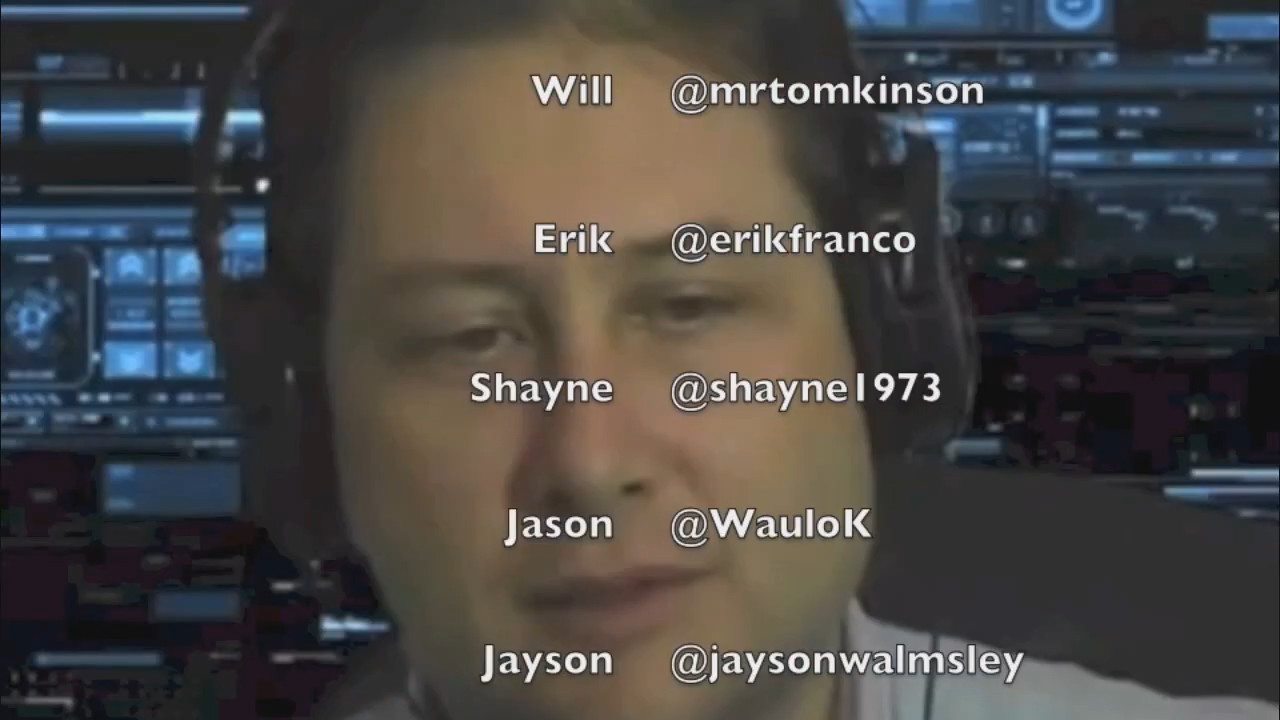 Will @mrtomkinson
Erik @erikfranco
Shayne @shayne1973
Jason @WauloK
Jayson @jaysonwalmsley